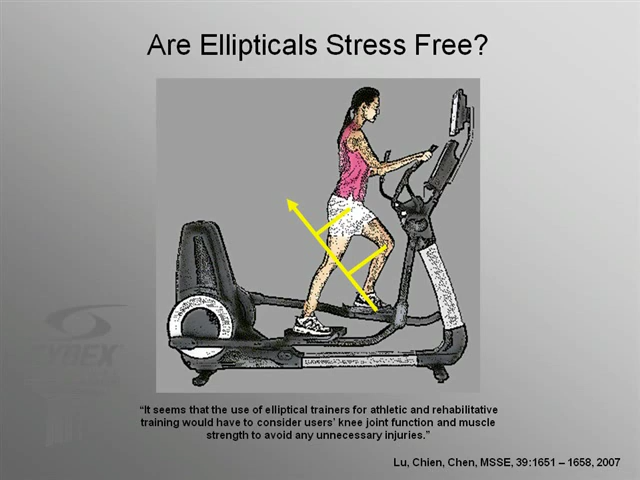 Are Ellipticals Stress Free?
“It seems that the use of elliptical trainers for athletic and rehabilitative
training would have to consider users’ knee joint function and muscle
strength to avoid any unnecessary injuries.”
Lu, Chien, Chen, MSSE, 39:1651 – 1658, 2007